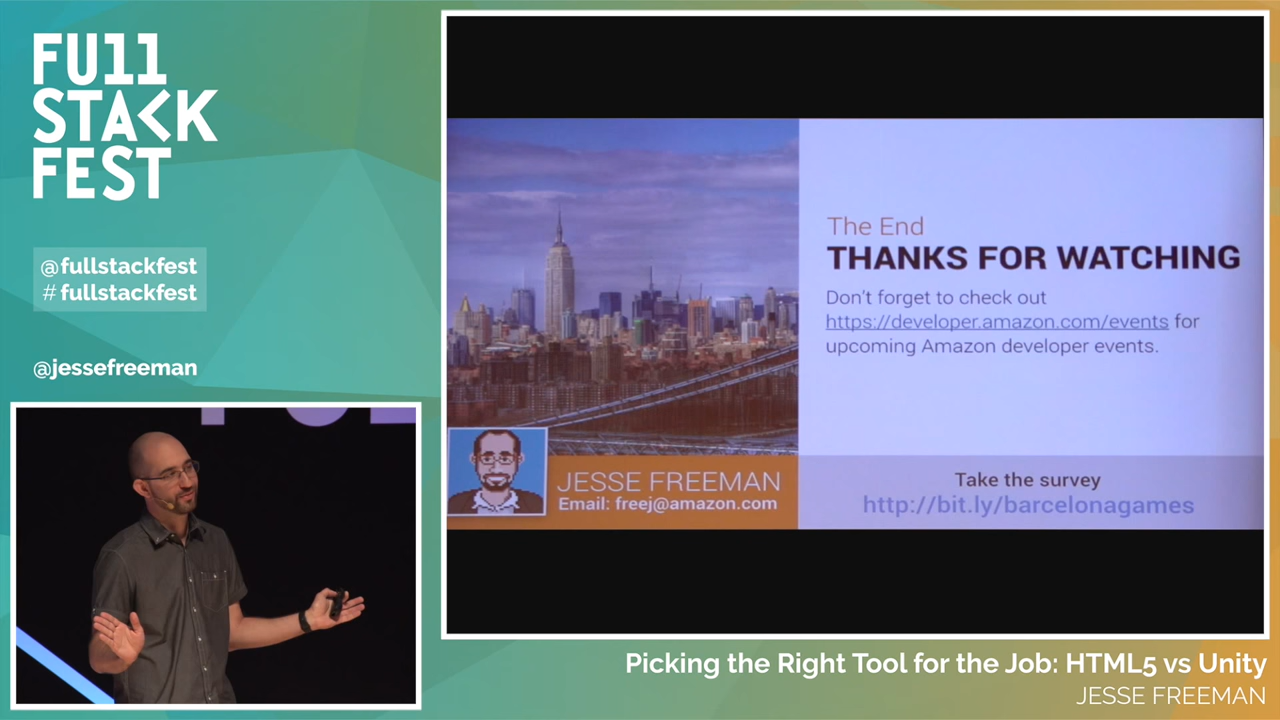 FU11
STACK
FEST
@fullstackfest
# fullstackfest
@jessefreeman
The End
THANKS FOR WATCHING
Don't forget to check out
https://developer.amazon.com/events for
upcoming Amazon developer events.
JESSE FREEMAN
Email: freej@amazon.com
Take the survey
http://bit.ly/barcelonagames
Picking the Right Tool for the Job: HTML5 vs Unity
JESSE FREEMAN